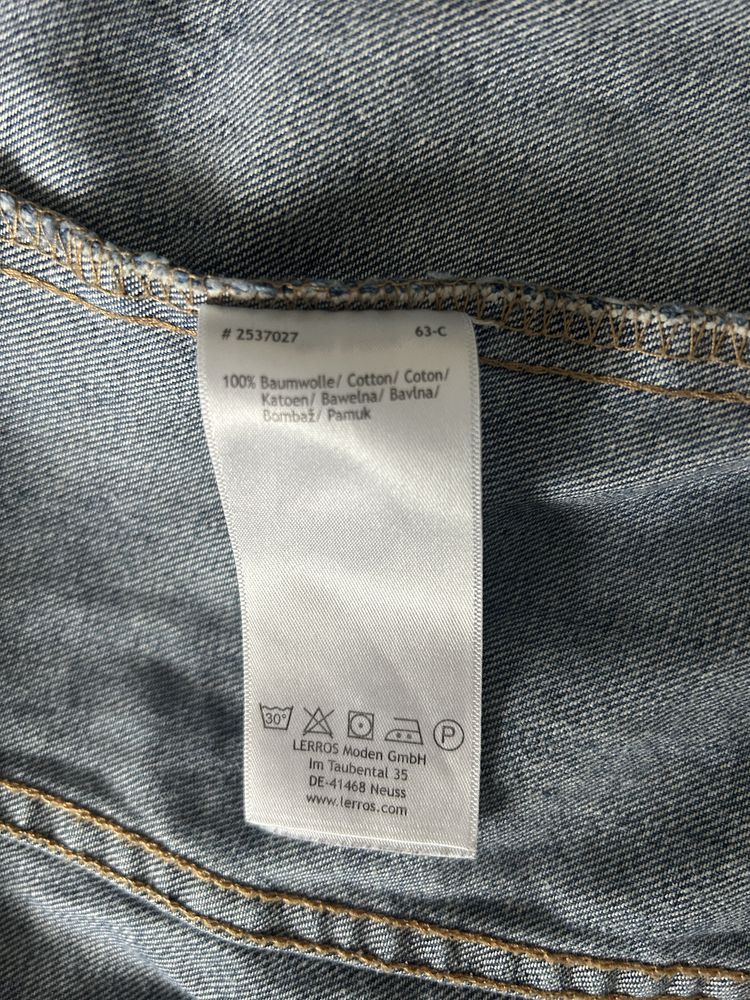 # 2537027 63-C
100% Baumwolle/ Cotton/ Coton/
Katoen/ Bawełna/ Bavlna/
Bombaž/ Pamuk
30°
P
LERROS Moden GmbH
Im Taubental 35
DE-41468 Neuss
www.lerros.com